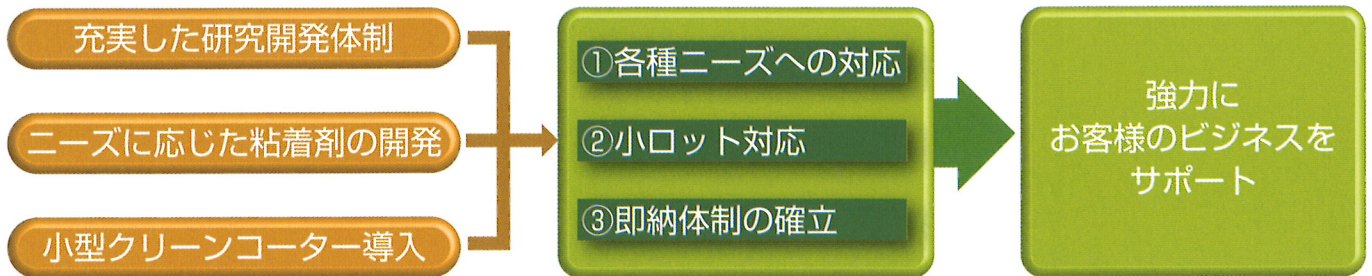 充実した研究開発体制
ニーズに応じた粘着剤の開発
小型クリーンコーター導入
①各種ニーズへの対応
②小ロット対応
③即納体制の確立
強力に
お客様のビジネスを
サポート